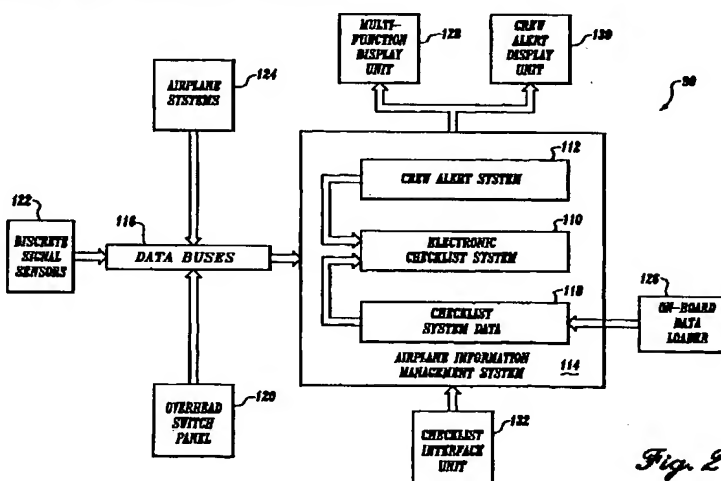 MULTI-
FUNCTION
DISPLAY
UNIT
128
CREW
ALERT
DISPLAY
UNIT
130
AIRPLANE
SYSTEMS
124
90
112
CREW ALERT SYSTEM
122
DISCRETE
SIGNAL
SENSORS
116
DATA BUSES
110
ELECTRONIC
CHECKLIST SYSTEM
118
CHECKLIST
SYSTEM DATA
126
ON-BOARD
DATA
LOADER
AIRPLANE INFORMATION
MANAGEMENT SYSTEM
114
OVERHEAD
SWITCH
PANEL
120
CHECKLIST
INTERFACE
UNIT
132
Fig. 2